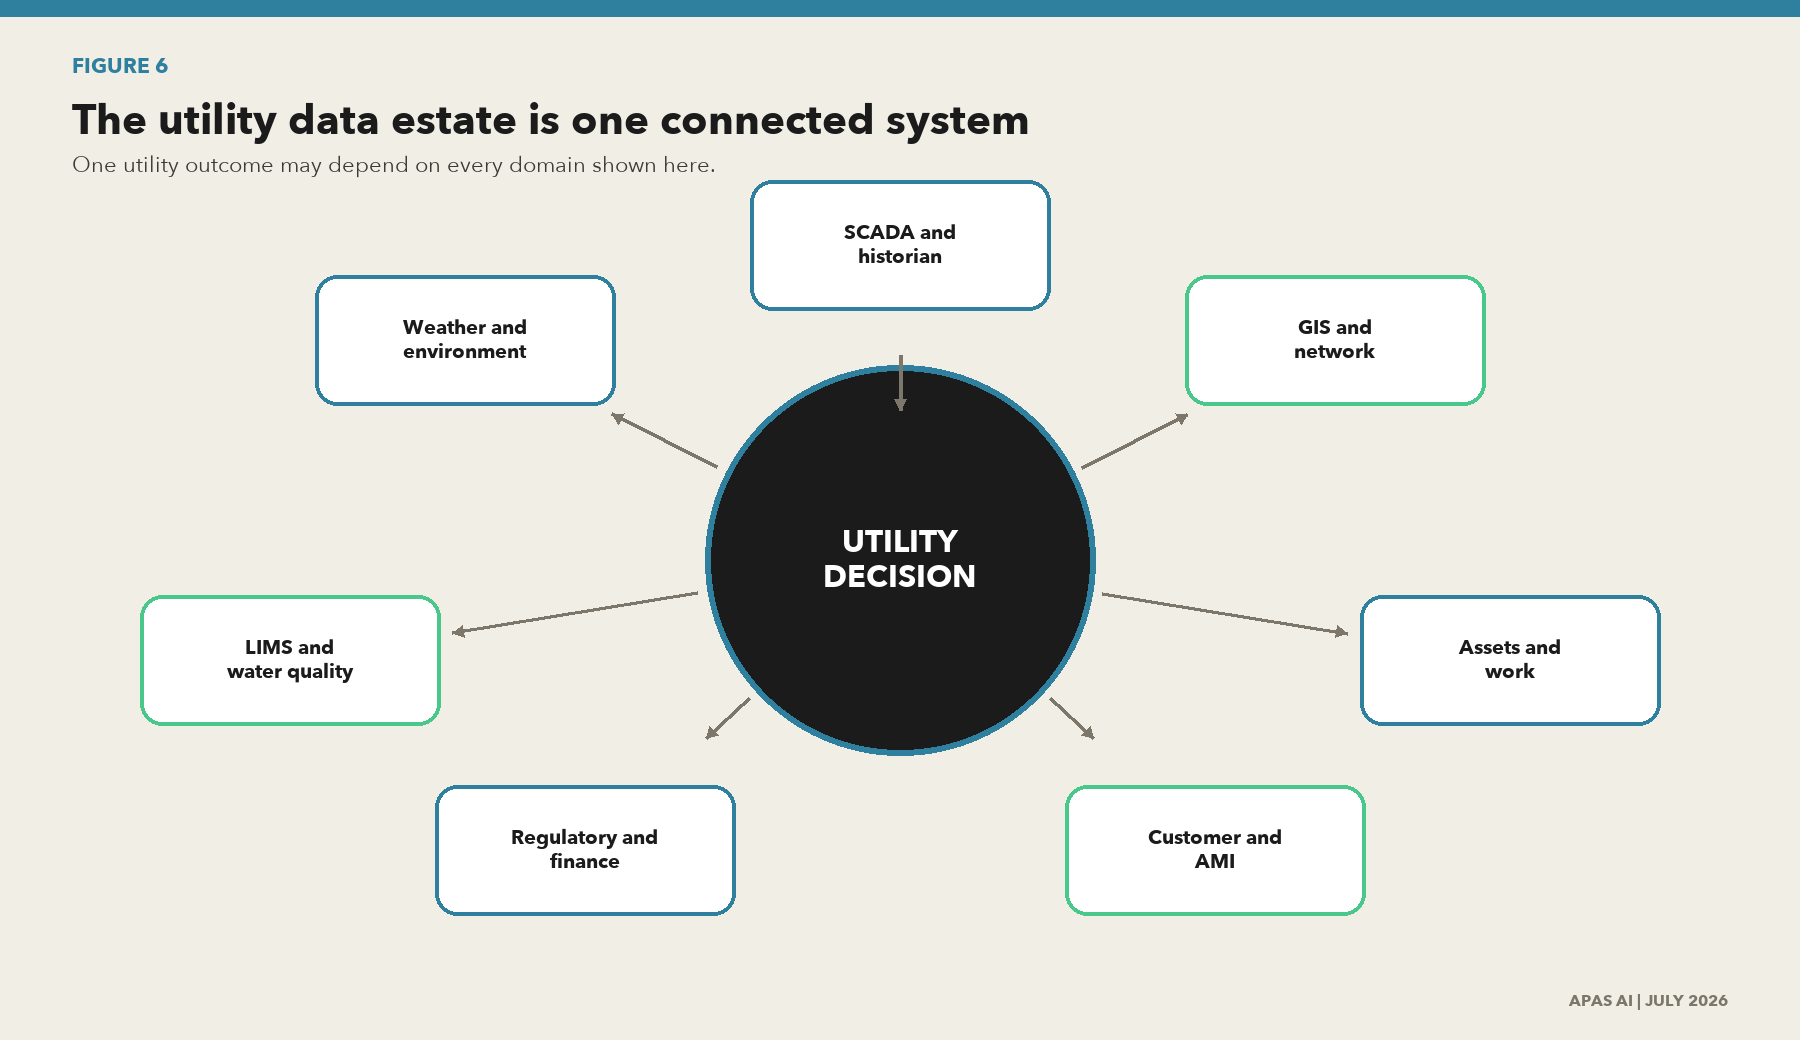 FIGURE 6
The utility data estate is one connected system
One utility outcome may depend on every domain shown here.
SCADA and
historian
Weather and
environment
GIS and
network
UTILITY
DECISION
LIMS and
water quality
Assets and
work
Regulatory and
finance
Customer and
AMI
APAS AI | JULY 2026